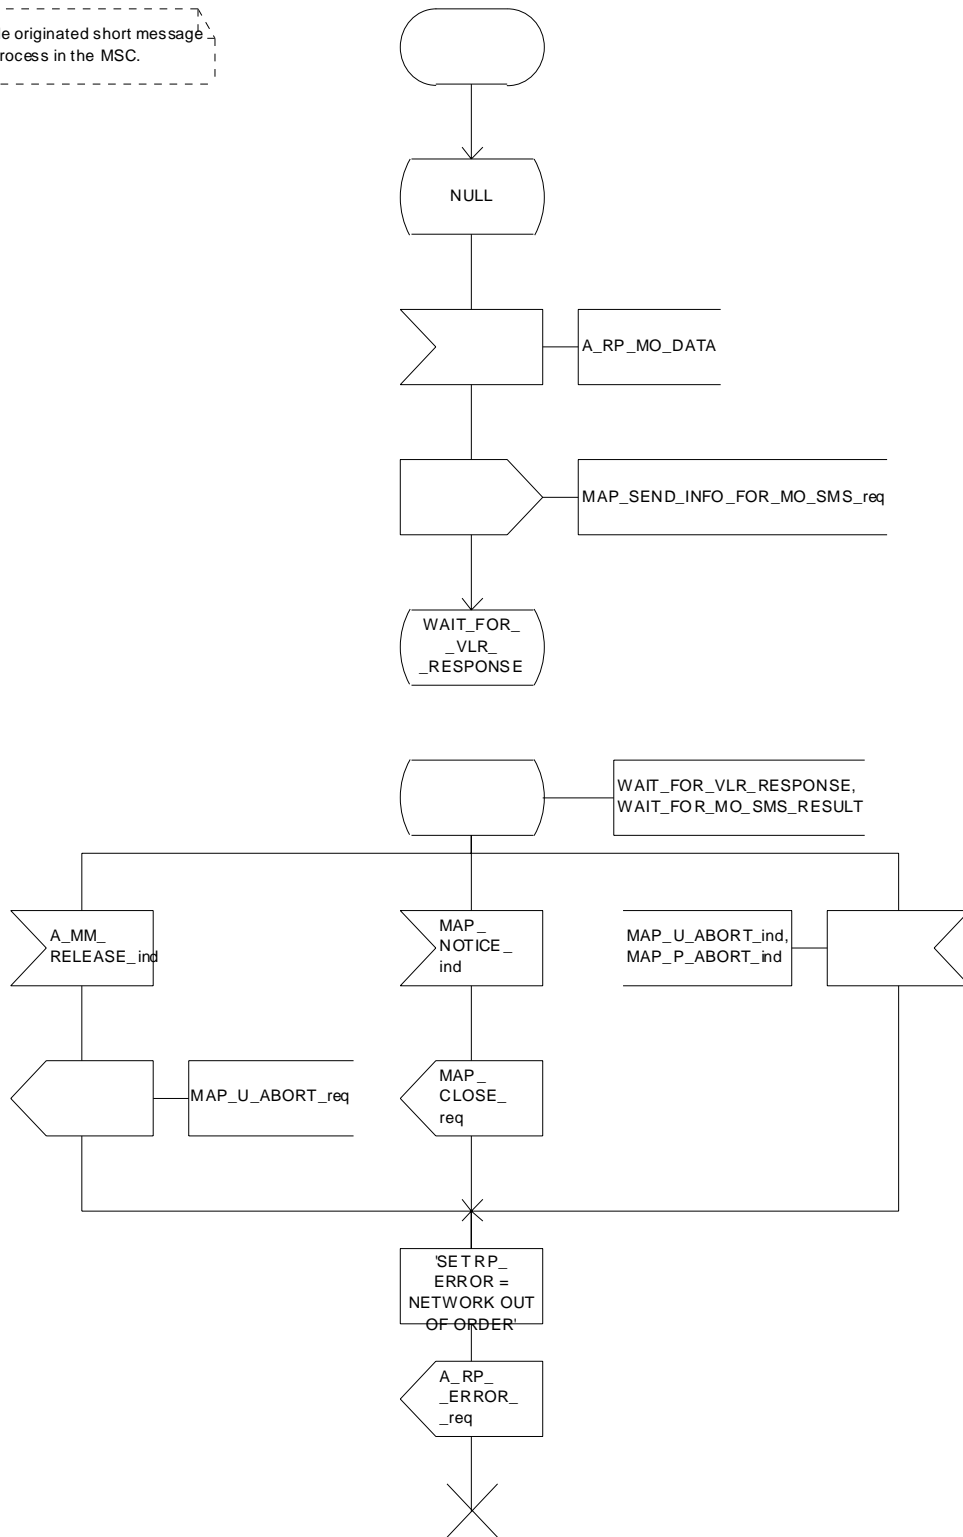 e originated short message
rocess in the MSC.
NULL
A_RP_MO_DATA
MAP_SEND_INFO_FOR_MO_SMS_req
WAIT_FOR_
_VLR_
_RESPONSE
WAIT_FOR_VLR_RESPONSE,
WAIT_FOR_MO_SMS_RESULT
A_MM_
RELEASE_ind
MAP_
NOTICE_
ind
MAP_U_ABORT_ind,
MAP_P_ABORT_ind
MAP_U_ABORT_req
MAP_
CLOSE_
req
'SET RP_
ERROR =
NETWORK OUT
OF ORDER'
A_RP_
_ERROR_
_req